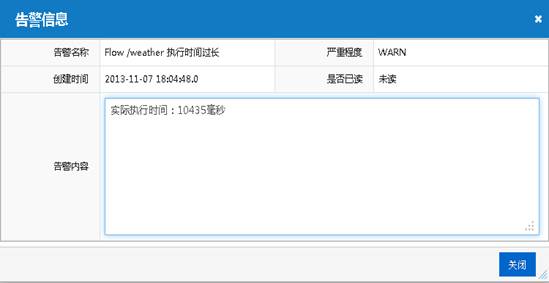 告警信息
告警名称 Flow /weather 执行时间过长 严重程度 WARN
创建时间 2013-11-07 18:04:48.0 是否已读 未读
告警内容 实际执行时间：10435毫秒
关闭